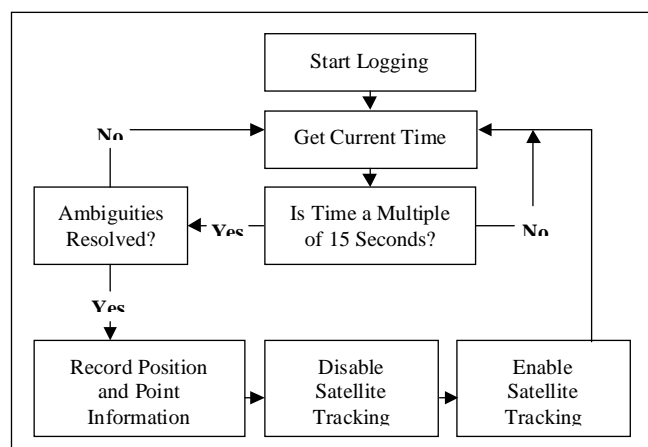 Start Logging
No
Get Current Time
Ambiguities
Resolved?
Yes
Is Time a Multiple
of 15 Seconds?
No
Yes
Record Position
and Point
Information
Disable
Satellite
Tracking
Enable
Satellite
Tracking